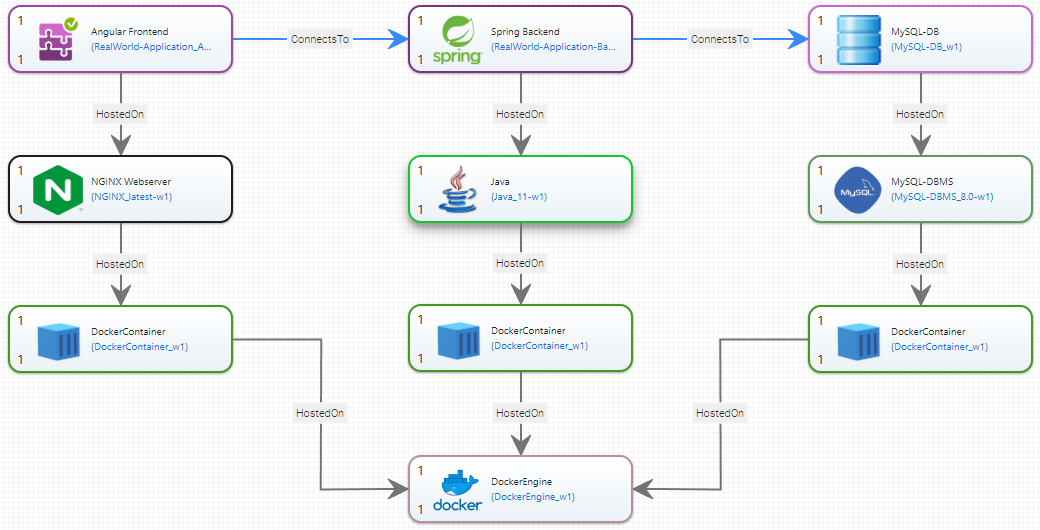 1
Angular Frontend
(RealWorld-Application_A...
1
ConnectsTo
1
spring
Spring Backend
(RealWorld-Application-Ba...
1
ConnectsTo
1
MySQL-DB
(MySQL-DB_w1)
1
HostedOn
HostedOn
HostedOn
1
N
NGINX Webserver
(NGINX_latest-w1)
1
1
Java
(Java_11-w1)
1
1
MySQL
MySQL-DBMS
(MySQL-DBMS_8.0-w1)
1
HostedOn
HostedOn
HostedOn
1
DockerContainer
(DockerContainer_w1)
1
1
DockerContainer
(DockerContainer_w1)
1
1
DockerContainer
(DockerContainer_w1)
1
HostedOn
HostedOn
HostedOn
1
docker
DockerEngine
(DockerEngine_w1)
1